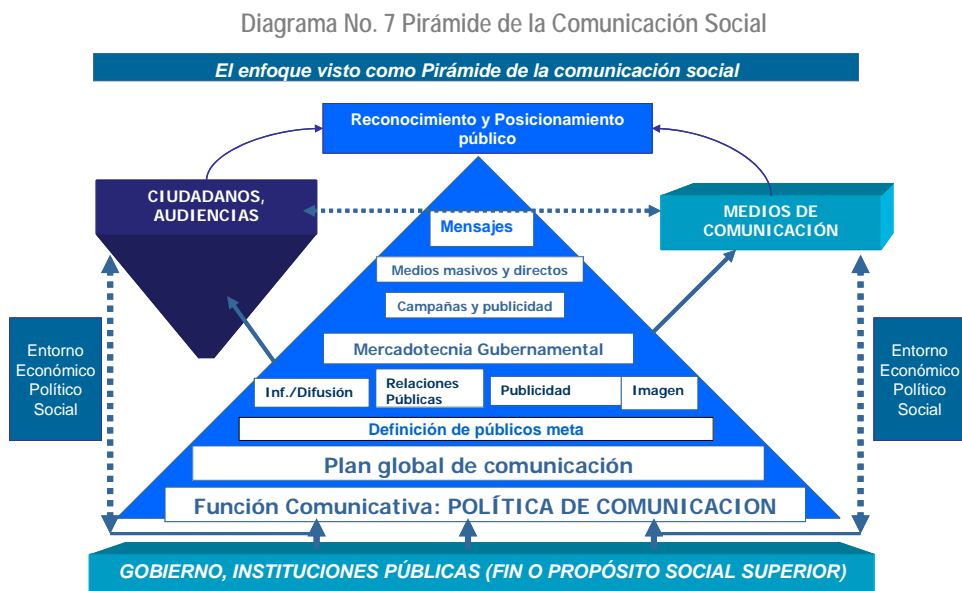 Diagrama No. 7 Pirámide de la Comunicación Social
El enfoque visto como Pirámide de la comunicación social
Reconocimiento y Posicionamiento
público
CIUDADANOS,
AUDIENCIAS
MEDIOS DE
COMUNICACIÓN
Mensajes
Medios masivos y directos
Campañas y publicidad
Mercadotecnia Gubernamental
Inf./Difusión
Relaciones
Públicas
Publicidad
Imagen
Definición de públicos meta
Plan global de comunicación
Función Comunicativa: POLÍTICA DE COMUNICACION
Entorno
Económico
Político
Social
Entorno
Económico
Político
Social
GOBIERNO, INSTITUCIONES PÚBLICAS (FIN O PROPÓSITO SOCIAL SUPERIOR)